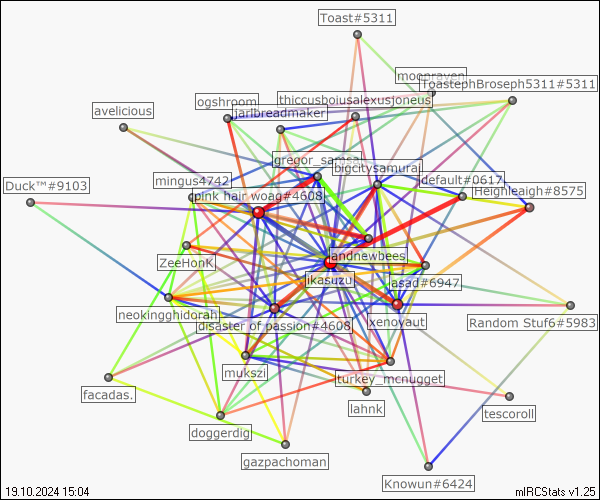 Toast#5311
moonraven
ToastephBroseph5311#5311
ogshroom
thiccusboiusalexusjoneus
avelicious
jarlbreadmaker
gregor_samsa
bigcitysamurai
mingus4742
default#0617
Duck™#9103
pink hair woag#4608
Heighleaigh#8575
ZeeHonK
landnewbees
jikasuzu
asad#6947
neokingghidorah
disaster of passion#4608
xenovaut
Random Stuf6#5983
mukszi
turkey_mcnugget
facadas.
lahnk
tescoroll
doggerdig
gazpachoman
Knowun#6424
19.10.2024 15:04
mIRCStats v1.25